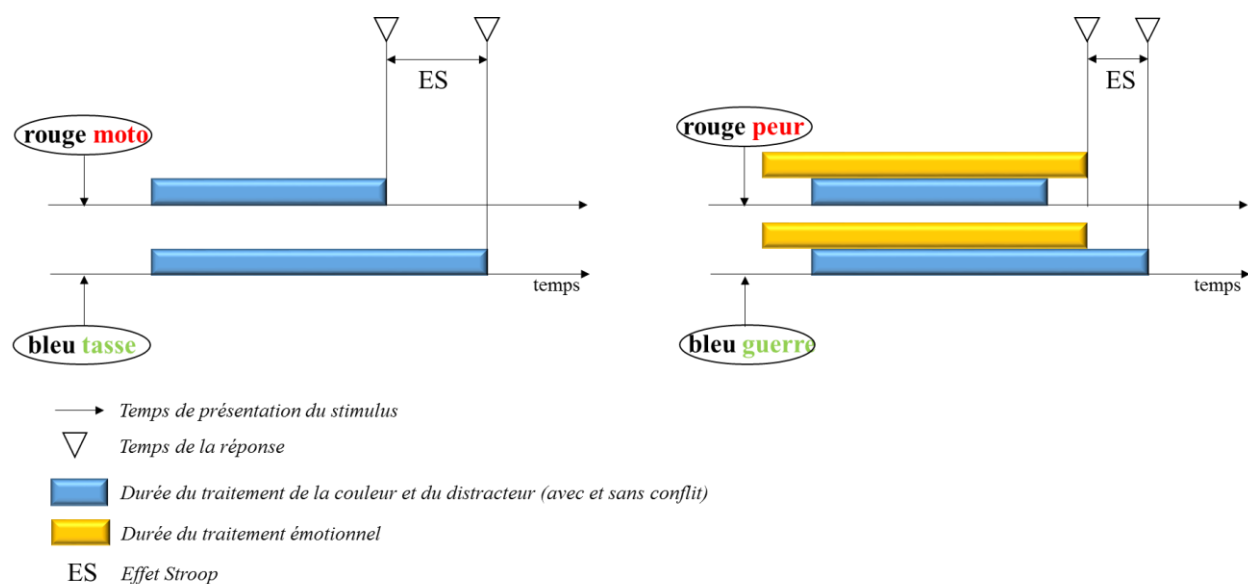 ES
rouge moto
temps
bleu tasse
ES
rouge peur
temps
bleu guerre
Temps de présentation du stimulus
Temps de la réponse
Durée du traitement de la couleur et du distracteur (avec et sans conflit)
Durée du traitement émotionnel
ES Effet Stroop